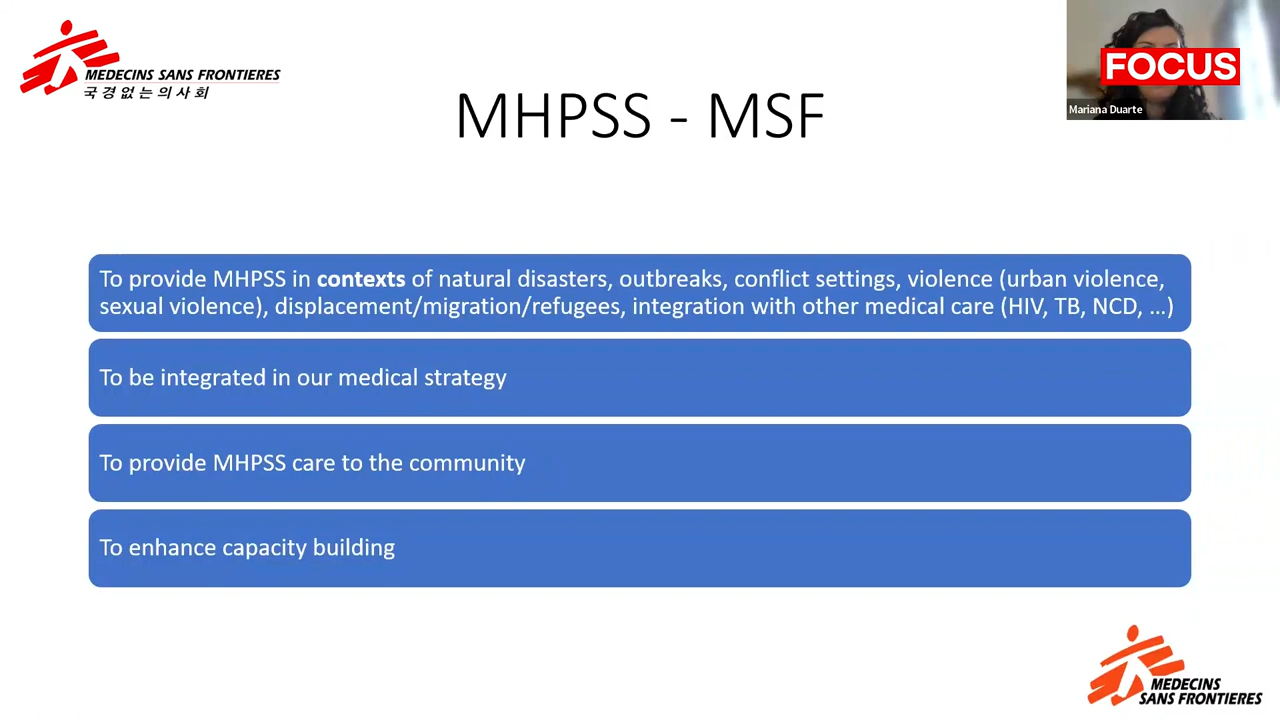 MEDECINS SANS FRONTIERES
국경없는의사회
FOCUS
Mariana Duarte
MHPSS - MSF
To provide MHPSS in contexts of natural disasters, outbreaks, conflict settings, violence (urban violence,
sexual violence), displacement/migration/refugees, integration with other medical care (HIV, TB, NCD, ...)
To be integrated in our medical strategy
To provide MHPSS care to the community
To enhance capacity building
MEDECINS
SANS FRONTIERES